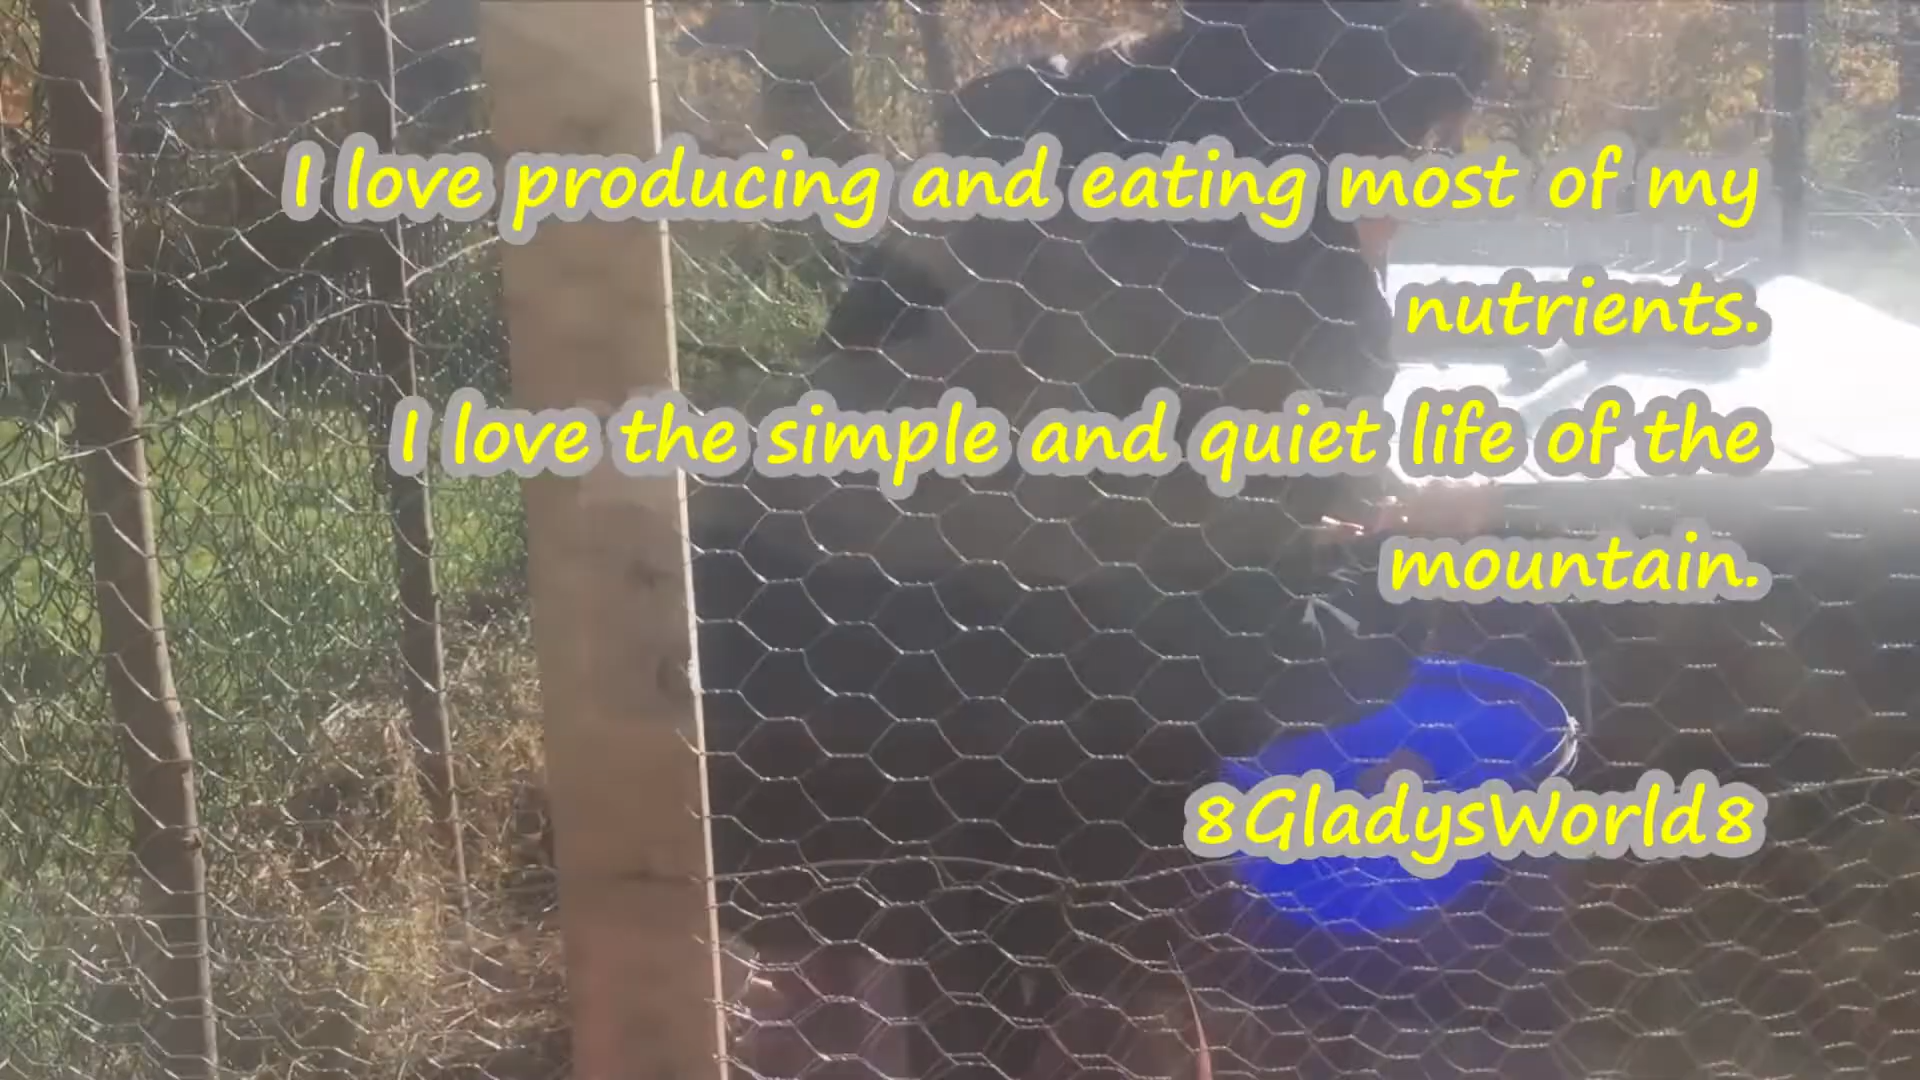 I love producing and eating most of my
nutrients.
I love the simple and quiet life of the
mountain.
8GladysWorld8